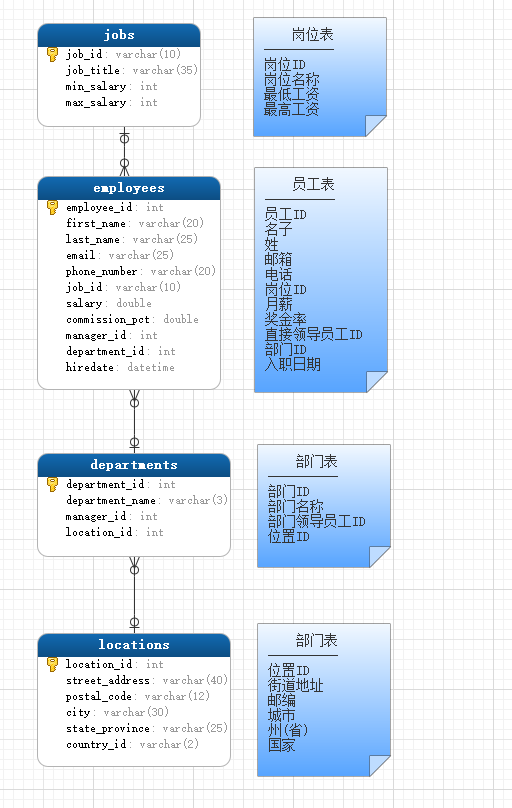 jobs
job_id: varchar(10)
job_title: varchar(35)
min_salary: int
max_salary: int
岗位表
岗位ID
岗位名称
最低工资
最高工资
employees
employee_id: int
first_name: varchar(20)
last_name: varchar(25)
email: varchar(25)
phone_number: varchar(20)
job_id: varchar(10)
salary: double
commission_pct: double
manager_id: int
department_id: int
hiredate: datetime
员工表
员工ID
名子
姓
邮箱
电话
岗位ID
月薪
奖金率
直接领导员工ID
部门ID
入职日期
departments
department_id: int
department_name: varchar(3)
manager_id: int
location_id: int
部门表
部门ID
部门名称
部门领导员工ID
位置ID
locations
location_id: int
street_address: varchar(40)
postal_code: varchar(12)
city: varchar(30)
state_province: varchar(25)
country_id: varchar(2)
部门表
位置ID
街道地址
邮编
城市
州(省)
国家